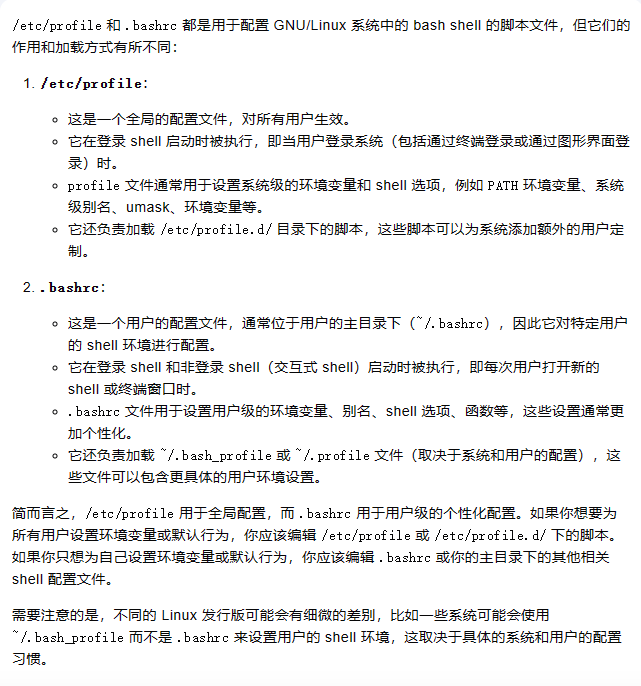 /etc/profile 和 .bashrc 都是用于配置 GNU/Linux 系统中的 bash shell 的脚本文件，但它们的
作用和加载方式有所不同：
1. /etc/profile：
这是一个全局的配置文件，对所有用户生效。
它在登录 shell 启动时被执行，即当用户登录系统（包括通过终端登录或通过图形界面登
录）时。
profile 文件通常用于设置系统级的环境变量和 shell 选项，例如 PATH 环境变量、系统
级别名、umask、环境变量等。
它还负责加载 /etc/profile.d/ 目录下的脚本，这些脚本可以为系统添加额外的用户定
制。
2. .bashrc：
这是一个用户的配置文件，通常位于用户的主目录下（~/.bashrc），因此它对特定用户
的 shell 环境进行配置。
它在登录 shell 和非登录 shell（交互式 shell）启动时被执行，即每次用户打开新的
shell 或终端窗口时。
.bashrc 文件用于设置用户级的环境变量、别名、shell 选项、函数等，这些设置通常更
加个性化。
它还负责加载 ~/.bash_profile 或 ~/.profile 文件（取决于系统和用户的配置），这
些文件可以包含更具体的用户环境设置。
简而言之，/etc/profile 用于全局配置，而 .bashrc 用于用户级的个性化配置。如果你想要为
所有用户设置环境变量或默认行为，你应该编辑 /etc/profile 或 /etc/profile.d/ 下的脚本。
如果你只想为自己设置环境变量或默认行为，你应该编辑 .bashrc 或你的主目录下的其他相关
shell 配置文件。
需要注意的是，不同的 Linux 发行版可能会有细微的差别，比如一些系统可能会使用
~/.bash_profile 而不是 .bashrc 来设置用户的 shell 环境，这取决于具体的系统和用户的配置
习惯。